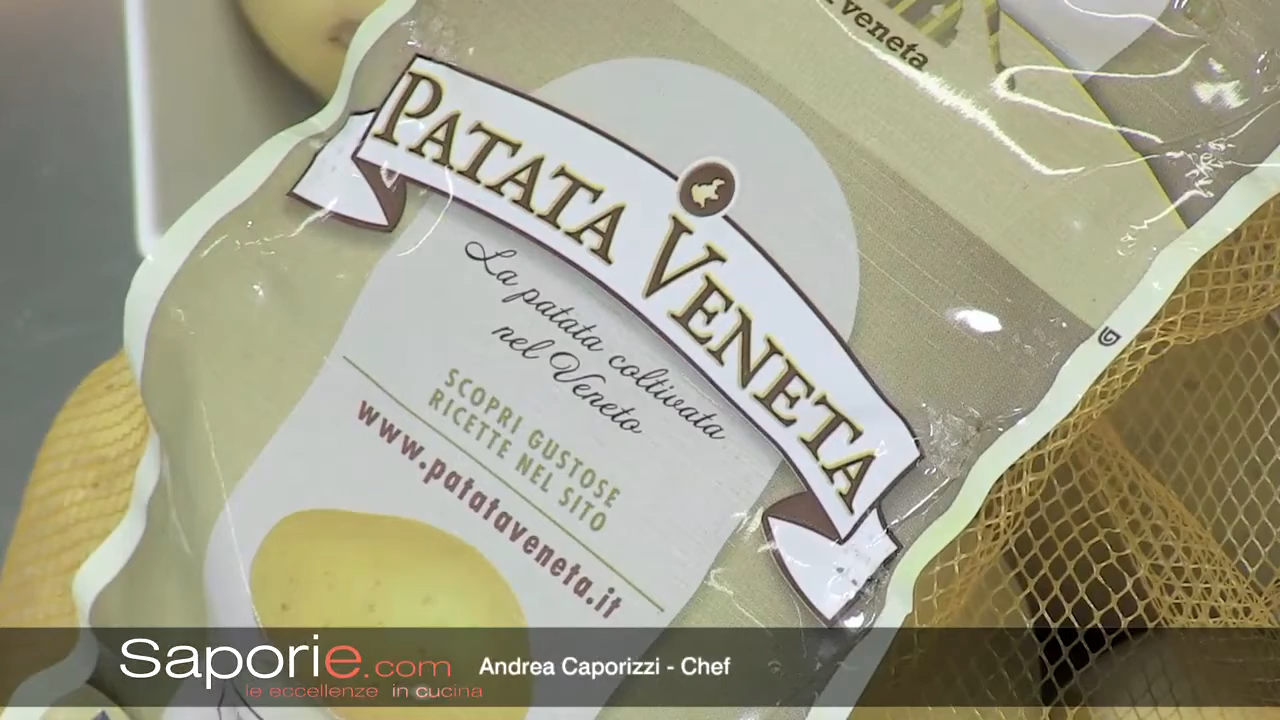 veneta
PATATA VENETA
La patata coltivata
nel Veneto
SCOPRI GUSTOSE
RICETTE NEL SITO
www.patataveneta.it
Saporie.com
le eccellenze in cucina
Andrea Caporizzi - Chef